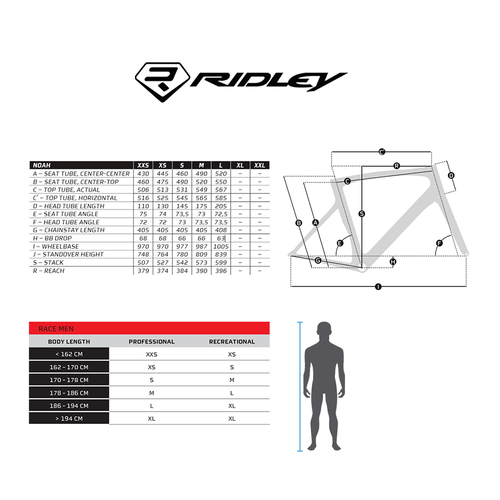 RIDLEY
NOAH XXS XS S M L XL XXL
A – SEAT TUBE, CENTER-CENTER 430 445 460 490 520 – –
B – SEAT TUBE, CENTER-TOP 460 475 490 520 550 – –
C – TOP TUBE, ACTUAL 506 513 531 549 567 – –
C' – TOP TUBE, HORIZONTAL 516 525 545 565 585 – –
D – HEAD TUBE LENGTH 110 130 145 175 205 – –
E – SEAT TUBE ANGLE 75 74 73,5 73 72,5 – –
F – HEAD TUBE ANGLE 72 72 73 73,5 73,5 – –
G – CHAINSTAY LENGTH 405 405 405 405 408 – –
H – BB DROP 68 68 66 66 63 – –
I – WHEELBASE 970 970 977 987 1005 – –
J – STANDOVER HEIGHT 748 764 780 809 839 – –
S – STACK 507 527 542 573 599 – –
R – REACH 379 374 384 390 396 – –
C'
R
C
D
B
A
S
E
F
J
G
H
I
RACE MEN
BODY LENGTH PROFESSIONAL RECREATIONAL
< 162 CM XXS XS
162 - 170 CM XS S
170 - 178 CM S M
178 - 186 CM M L
186 - 194 CM L XL
> 194 CM XL XL